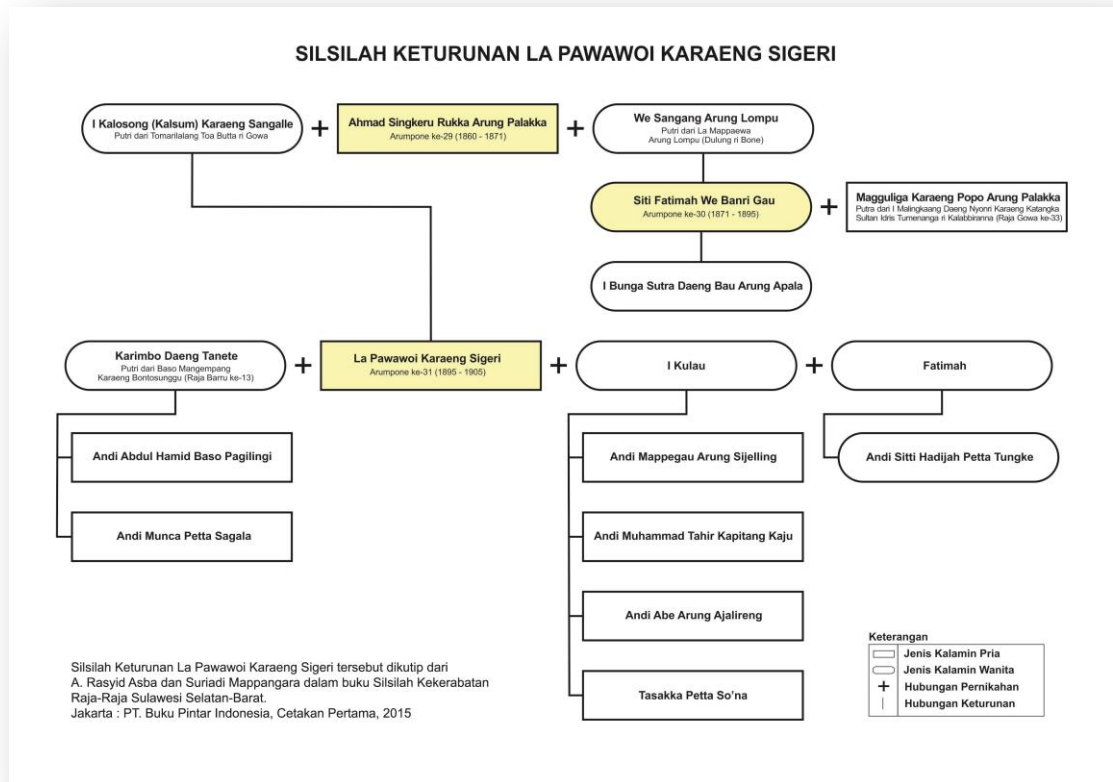 SILSILAH KETURUNAN LA PAWAWOI KARAENG SIGERI
I Kalosong (Kalsum) Karaeng Sangalle
Putri dari Tomarilalang Toa Butta ri Gowa
+
Ahmad Singkeru Rukka Arung Palakka
Arumpone ke-29 (1860 - 1871)
+
We Sangang Arung Lompu
Putri dari La Mappaewa
Arung Lompu (Dulung ri Bone)
Siti Fatimah We Banri Gau
Arumpone ke-30 (1871 - 1895)
+
Magguliga Karaeng Popo Arung Palakka
Putra dari I Malingkaang Daeng Nyonri Karaeng Katangka
Sultan Idris Tumenanga ri Kalabbiranna (Raja Gowa ke-33)
I Bunga Sutra Daeng Bau Arung Apala
Karimbo Daeng Tanete
Putri dari Baso Mangempang
Karaeng Bontosunggu (Raja Barru ke-13)
+
La Pawawoi Karaeng Sigeri
Arumpone ke-31 (1895 - 1905)
+
I Kulau
+
Fatimah
Andi Abdul Hamid Baso Pagilingi
Andi Munca Petta Sagala
Andi Mappegau Arung Sijelling
Andi Muhammad Tahir Kapitang Kaju
Andi Abe Arung Ajalireng
Tasakka Petta So'na
Andi Sitti Hadijah Petta Tungke
Silsilah Keturunan La Pawawoi Karaeng Sigeri tersebut dikutip dari
A. Rasyid Asba dan Suriadi Mappangara dalam buku Silsilah Kekerabatan
Raja-Raja Sulawesi Selatan-Barat.
Jakarta : PT. Buku Pintar Indonesia, Cetakan Pertama, 2015
Keterangan
Jenis Kalamin Pria
Jenis Kalamin Wanita
+ Hubungan Pernikahan
Hubungan Keturunan